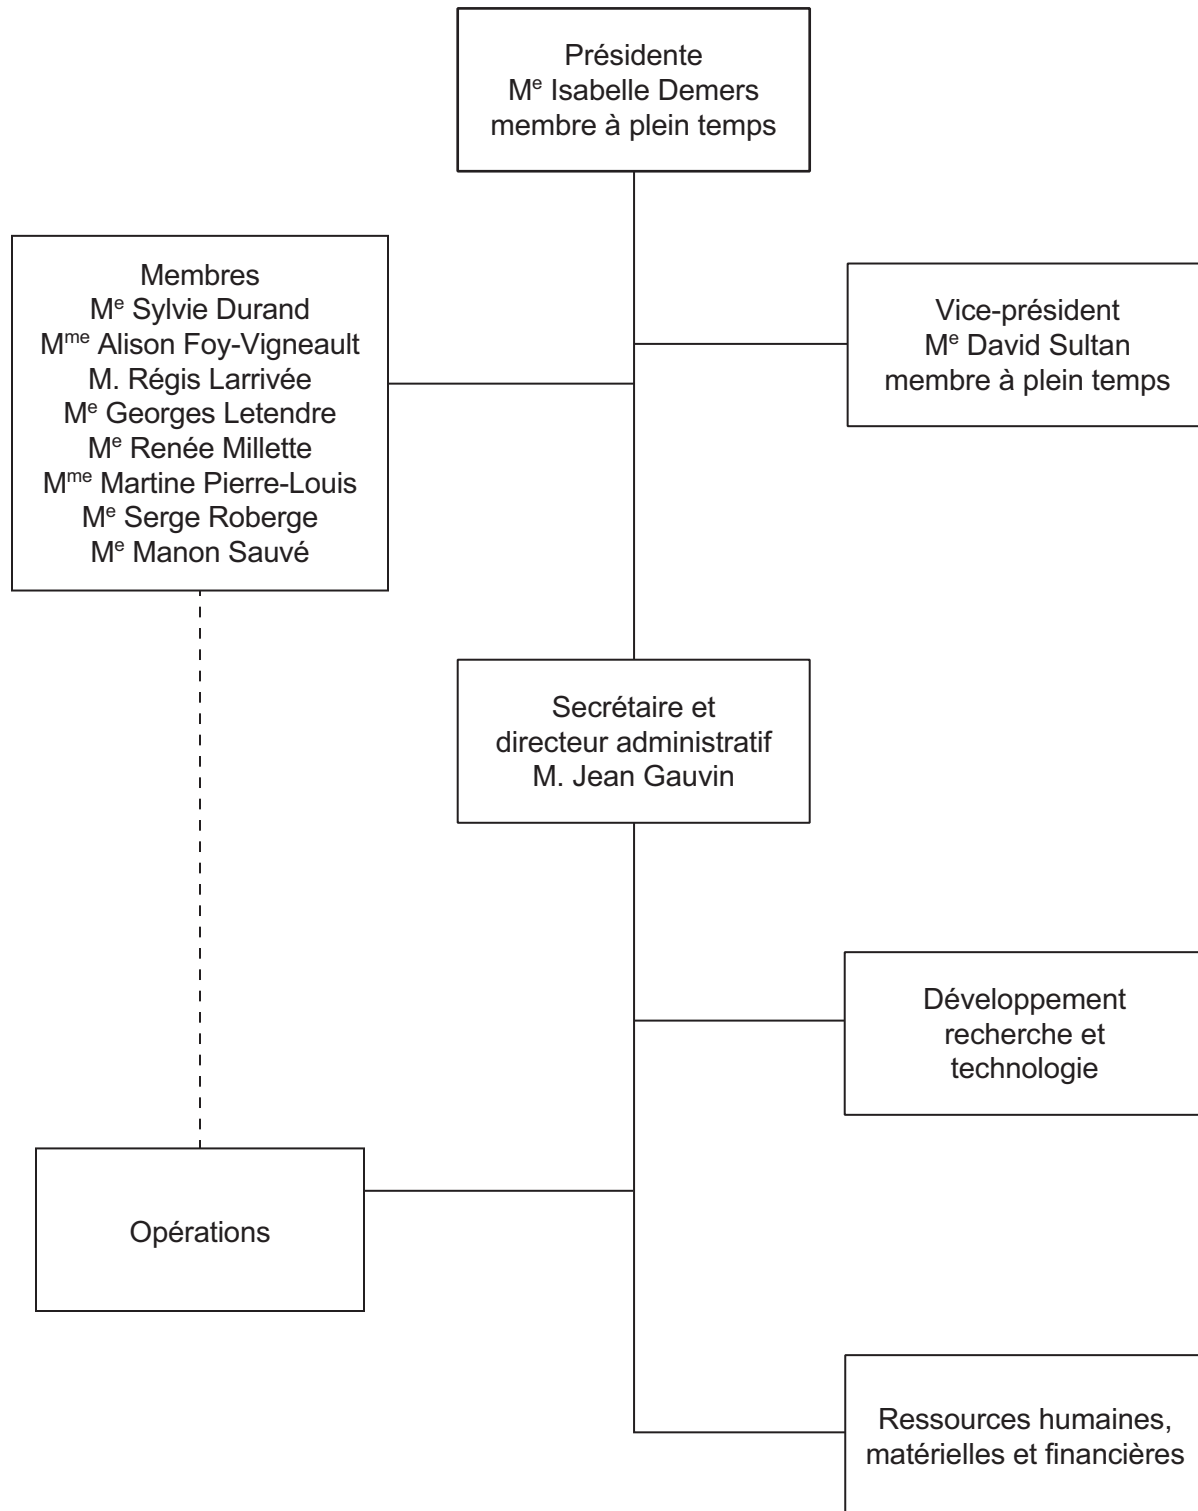 Présidente
Mᵉ Isabelle Demers
membre à plein temps
Membres
Mᵉ Sylvie Durand
Mᵐᵉ Alison Foy-Vigneault
M. Régis Larrivée
Mᵉ Georges Letendre
Mᵉ Renée Millette
Mᵐᵉ Martine Pierre-Louis
Mᵉ Serge Roberge
Mᵉ Manon Sauvé
Vice-président
Mᵉ David Sultan
membre à plein temps
Secrétaire et
directeur administratif
M. Jean Gauvin
Développement
recherche et
technologie
Opérations
Ressources humaines,
matérielles et financières